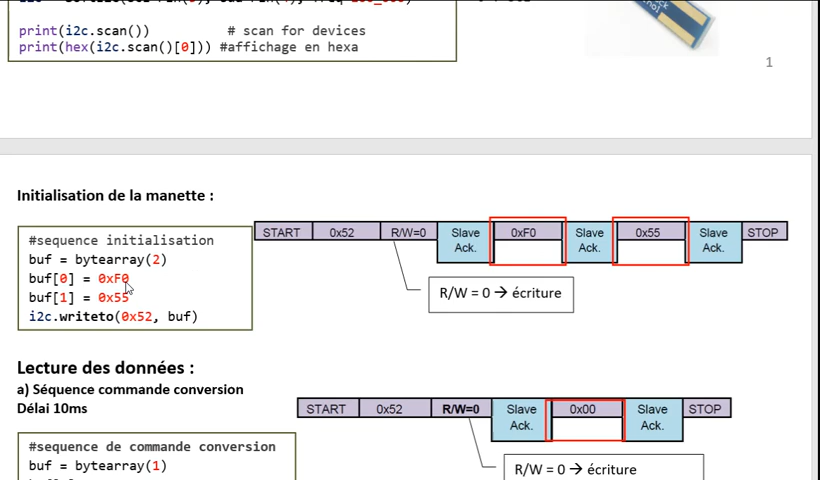 print(i2c.scan()) # scan for devices
print(hex(i2c.scan()[0])) #affichage en hexa
1
Initialisation de la manette :
#sequence initialisation
buf = bytearray(2)
buf[0] = 0xF0
buf[1] = 0x55
i2c.writeto(0x52, buf)
START 0x52 R/W=0 Slave Ack. 0xF0 Slave Ack. 0x55 Slave Ack. STOP
R/W = 0 → écriture
Lecture des données :
a) Séquence commande conversion
Délai 10ms
START 0x52 R/W=0 Slave Ack. 0x00 Slave Ack. STOP
#sequence de commande conversion
buf = bytearray(1)
R/W = 0 → écriture